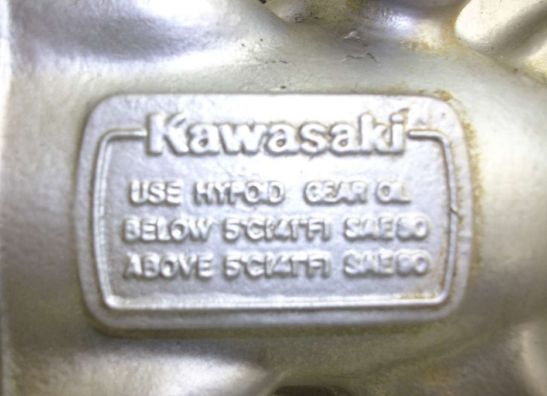 Kawasaki
USE HYPOID GEAR OIL
BELOW 5°C(41°F) SAE80
ABOVE 5°C(41°F) SAE90